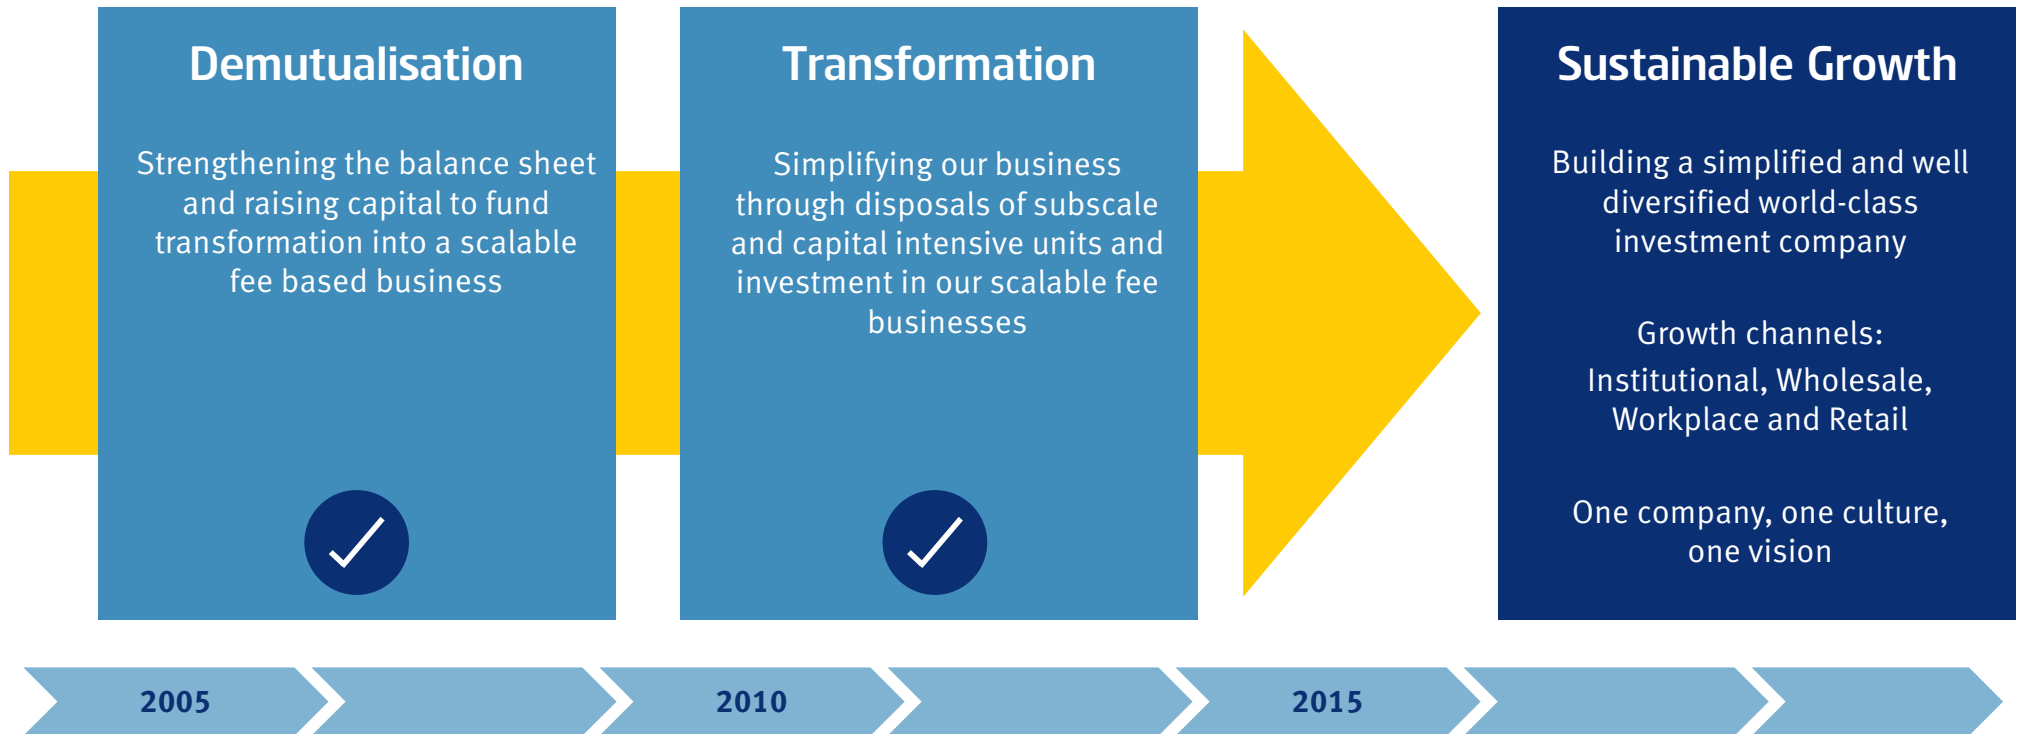 Demutualisation
Strengthening the balance sheet
and raising capital to fund
transformation into a scalable
fee based business
Transformation
Simplifying our business
through disposals of subscale
and capital intensive units and
investment in our scalable fee
businesses
Sustainable Growth
Building a simplified and well
diversified world-class
investment company
Growth channels:
Institutional, Wholesale,
Workplace and Retail
One company, one culture,
one vision
2005
2010
2015